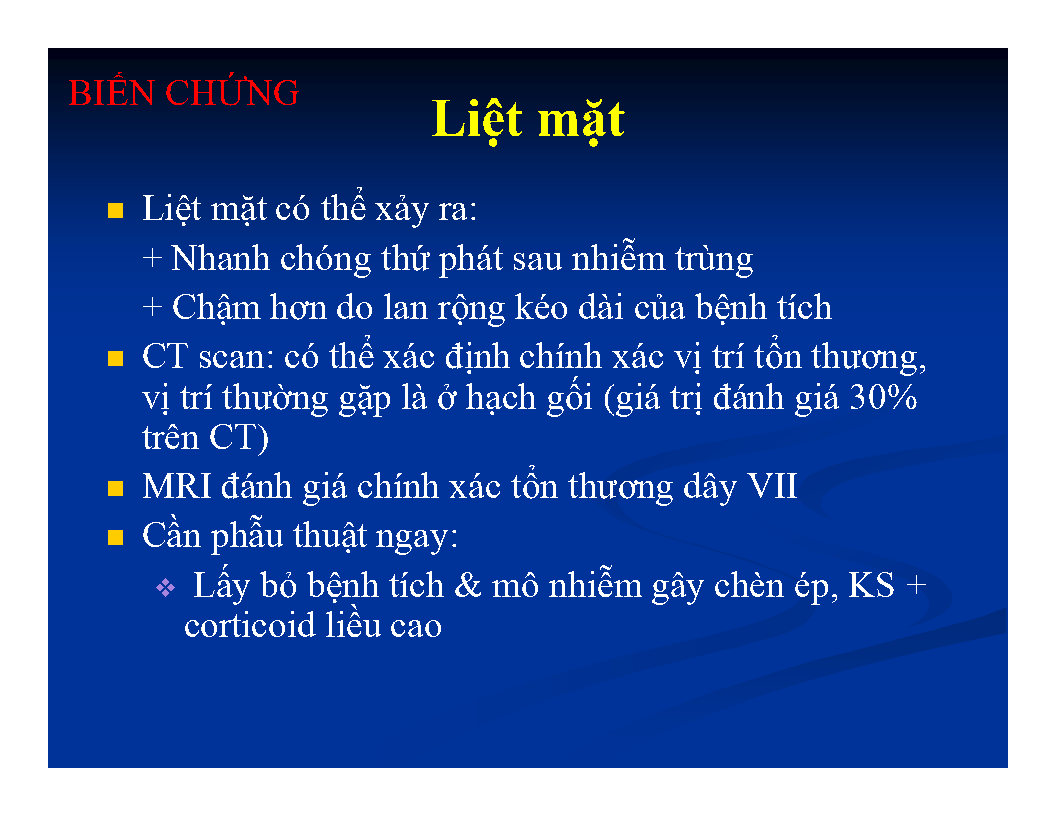 BIẾN CHỨNG
Liệt mặt
Liệt mặt có thể xảy ra:
+ Nhanh chóng thứ phát sau nhiễm trùng
+ Chậm hơn do lan rộng kéo dài của bệnh tích
CT scan: có thể xác định chính xác vị trí tổn thương,
vị trí thường gặp là ở hạch gối (giá trị đánh giá 30%
trên CT)
MRI đánh giá chính xác tổn thương dây VII
Cần phẫu thuật ngay:
Lấy bỏ bệnh tích & mô nhiễm gây chèn ép, KS +
corticoid liều cao